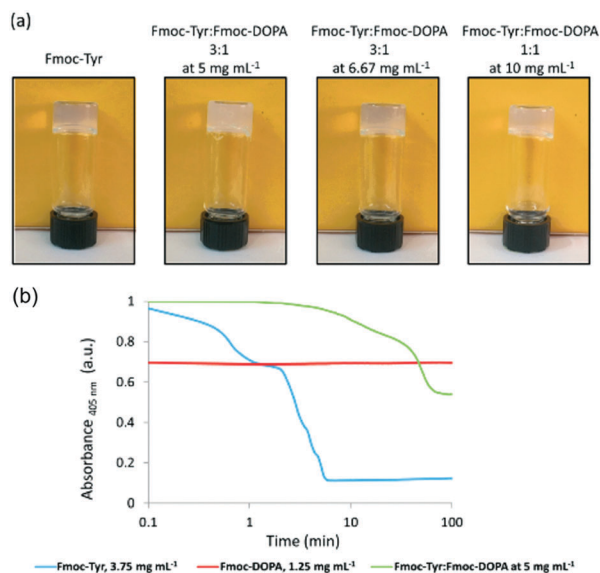 (a)
Fmoc-Tyr
Fmoc-Tyr:Fmoc-DOPA
3:1
at 5 mg mL⁻¹
Fmoc-Tyr:Fmoc-DOPA
3:1
at 6.67 mg mL⁻¹
Fmoc-Tyr:Fmoc-DOPA
1:1
at 10 mg mL⁻¹
(b)
Absorbance 405 nm (a.u.)
1
0.8
0.6
0.4
0.2
0
0.1
1
10
100
Time (min)
Fmoc-Tyr, 3.75 mg mL⁻¹
Fmoc-DOPA, 1.25 mg mL⁻¹
Fmoc-Tyr:Fmoc-DOPA at 5 mg mL⁻¹